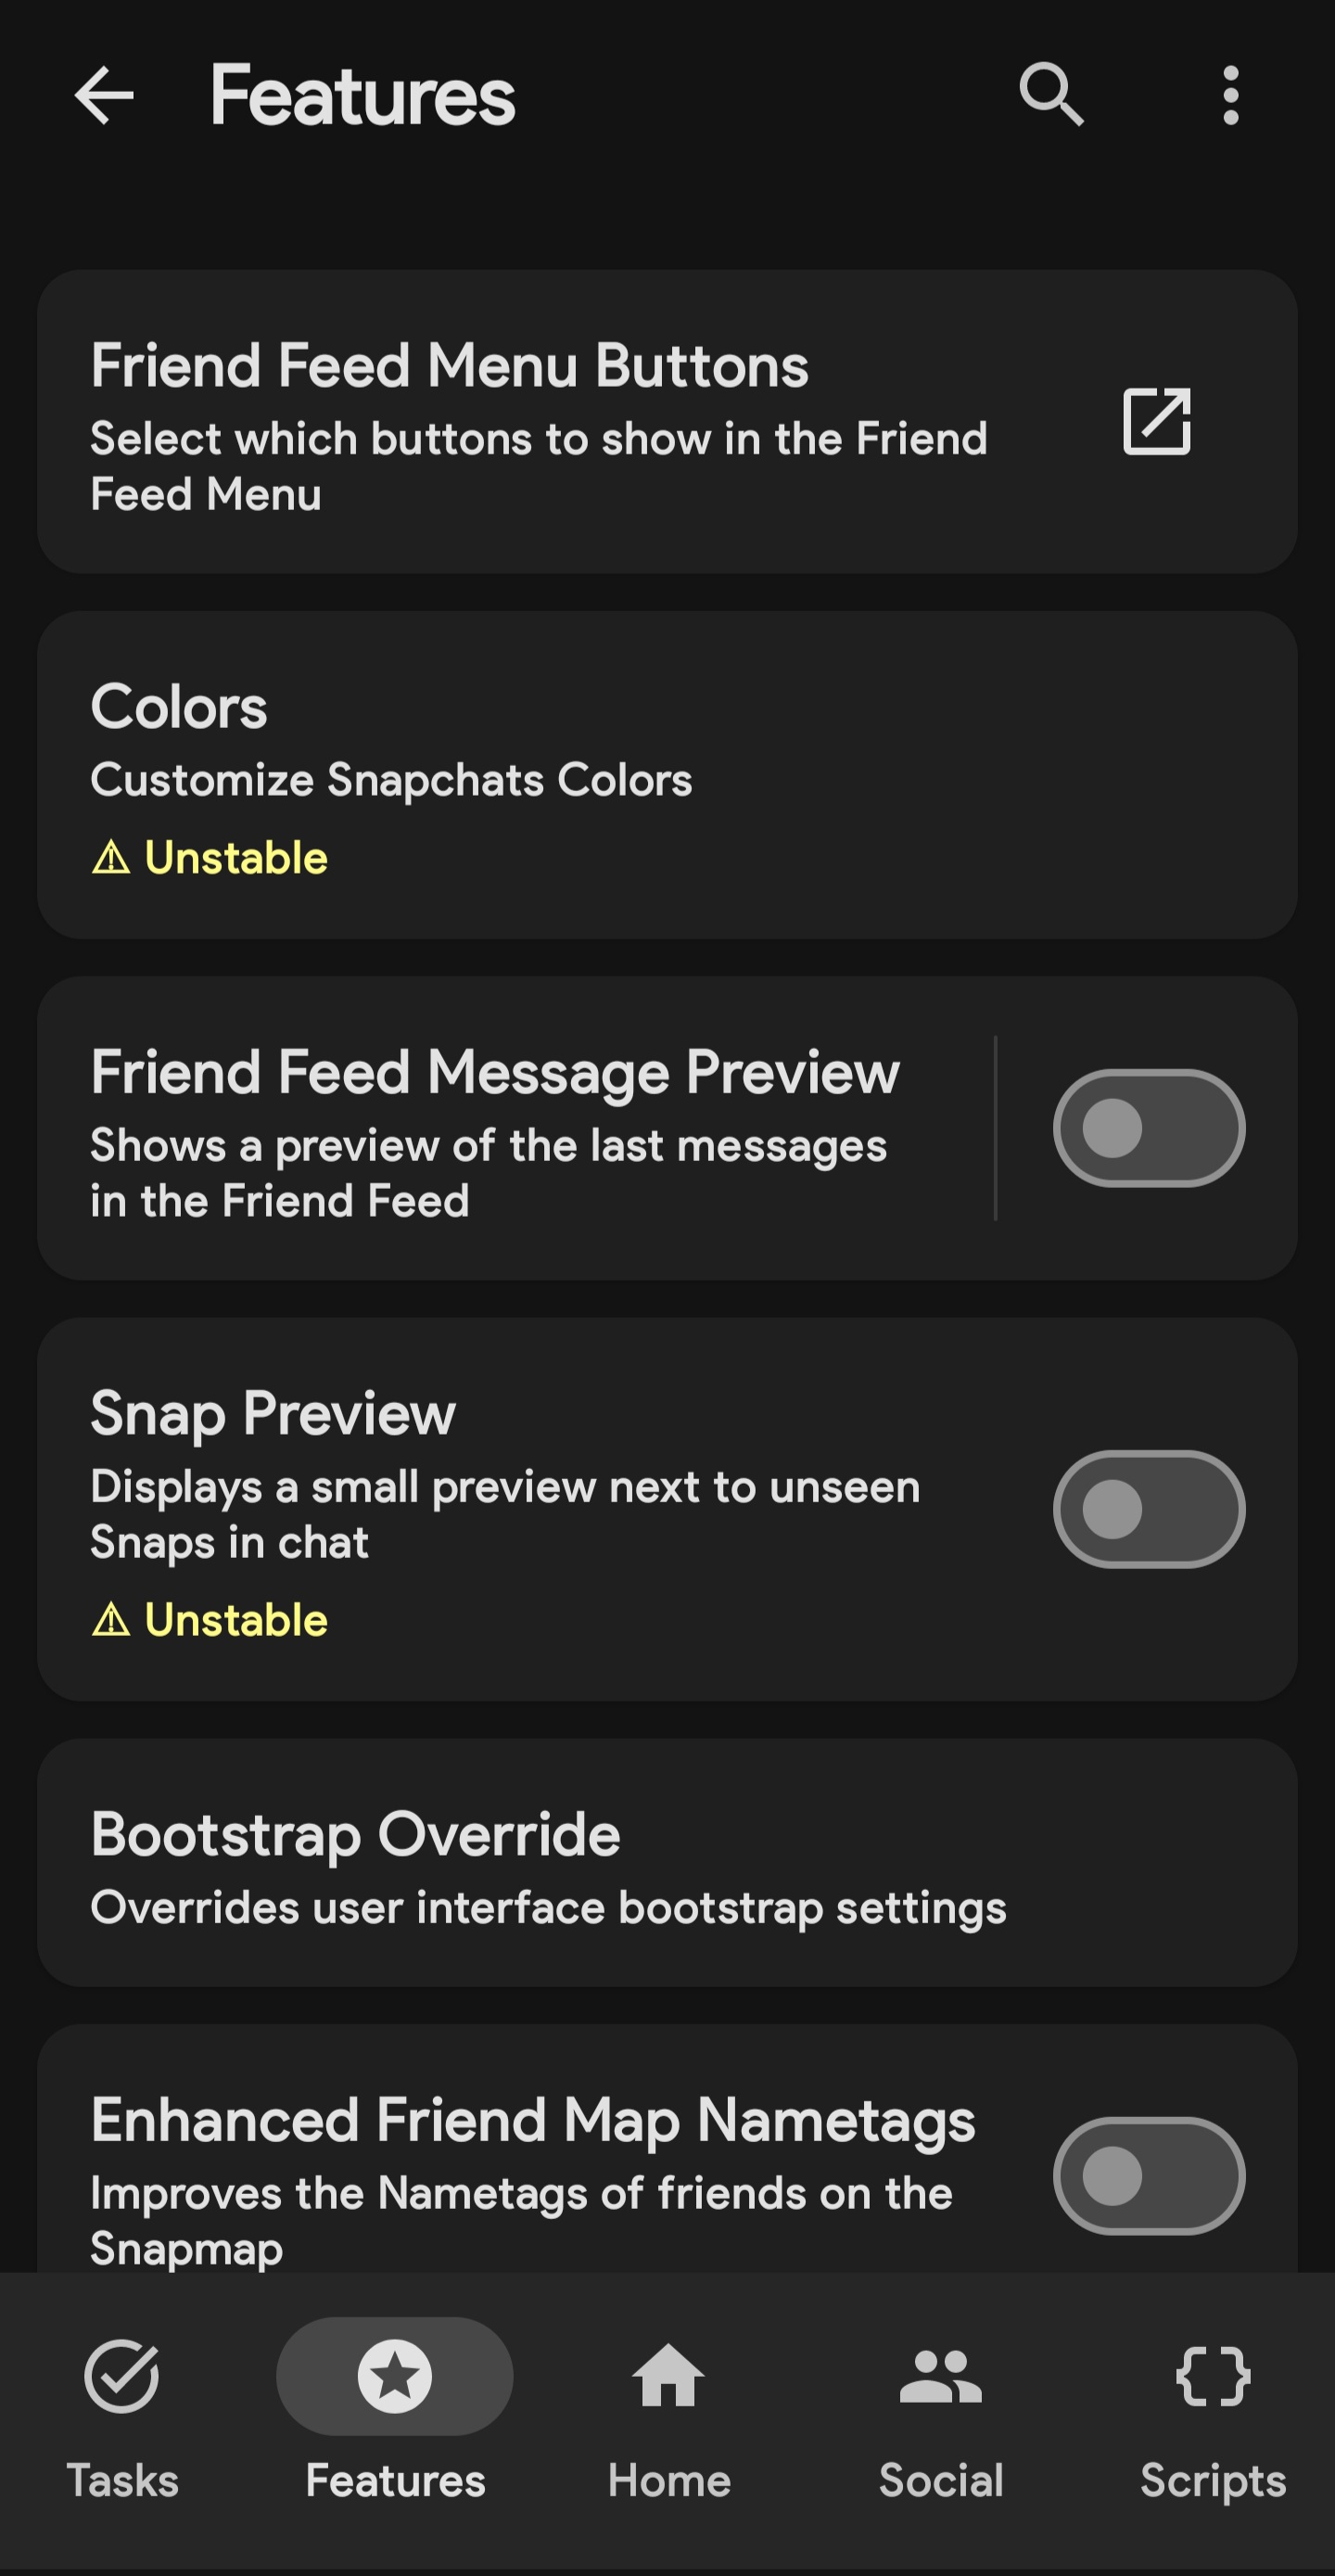 Features
Friend Feed Menu Buttons
Select which buttons to show in the Friend
Feed Menu
Colors
Customize Snapchats Colors
⚠ Unstable
Friend Feed Message Preview
Shows a preview of the last messages
in the Friend Feed
Snap Preview
Displays a small preview next to unseen
Snaps in chat
⚠ Unstable
Bootstrap Override
Overrides user interface bootstrap settings
Enhanced Friend Map Nametags
Improves the Nametags of friends on the
Snapmap
Tasks
Features
Home
Social
Scripts